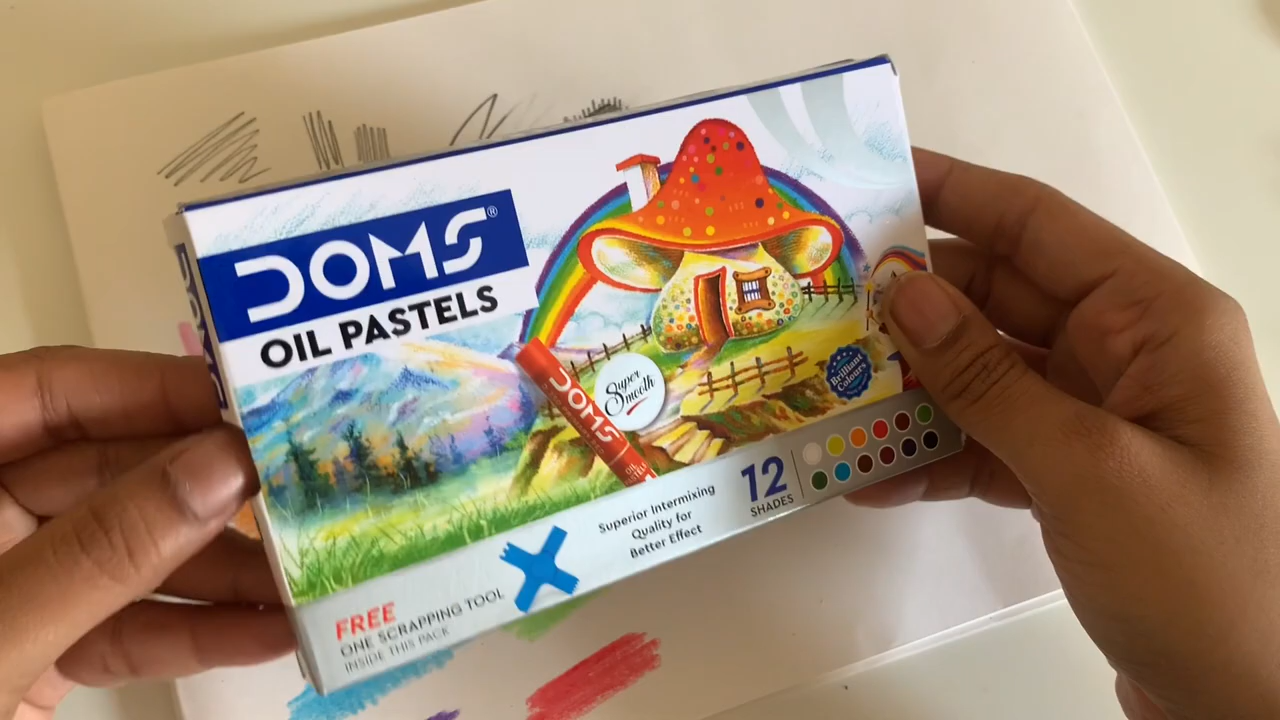 DOMS®
OIL PASTELS
Super
Smooth
DOMS
OIL
Brilliant
Colours
12
SHADES
Superior Intermixing
Quality for
Better Effect
FREE
ONE SCRAPPING TOOL
INSIDE THIS PACK